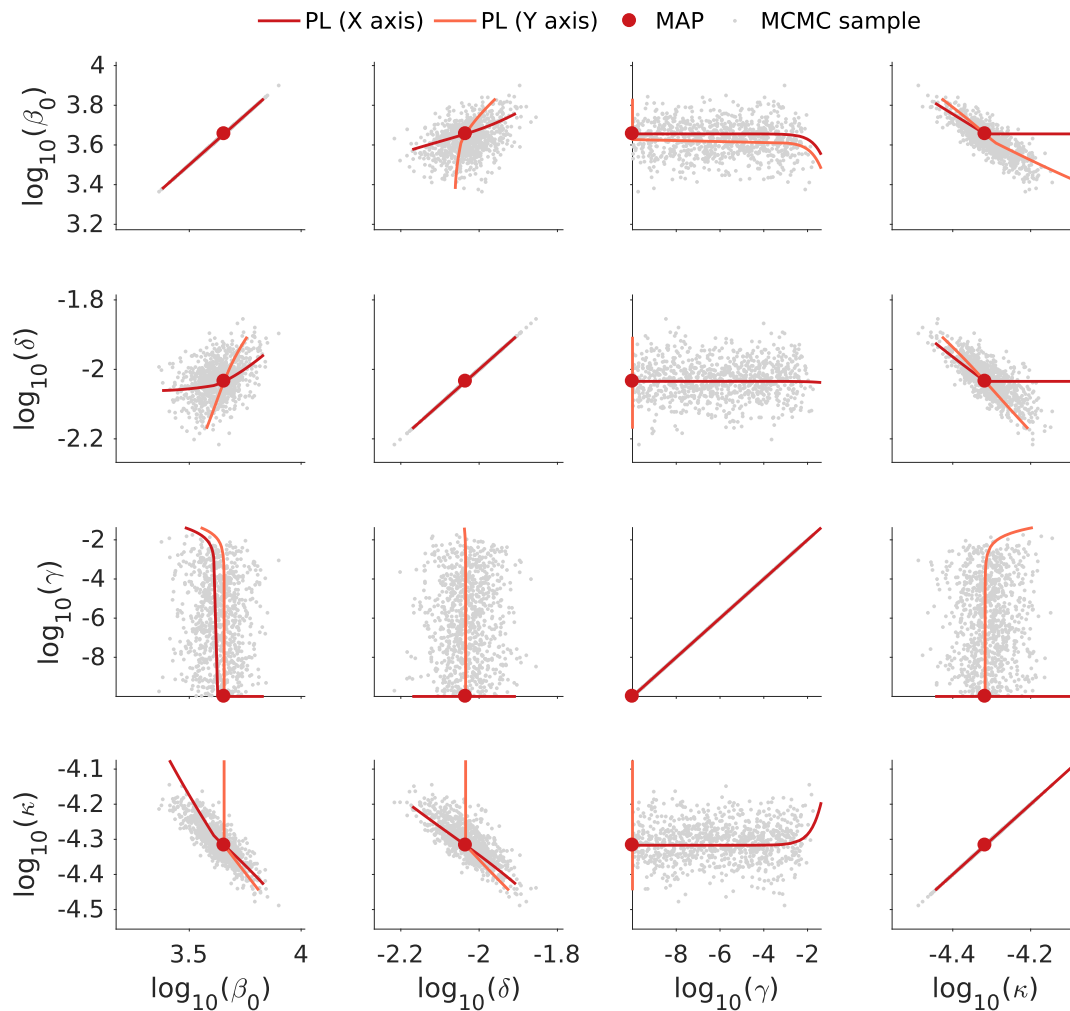 PL (X axis) PL (Y axis) MAP MCMC sample
4
3.8
3.6
3.4
3.2
log₁₀(β₀)
-1.8
-2
-2.2
log₁₀(δ)
-2
-4
-6
-8
log₁₀(γ)
-4.1
-4.2
-4.3
-4.4
-4.5
log₁₀(κ)
3.5 4 -2.2 -2 -1.8 -8 -6 -4 -2 -4.4 -4.2
log₁₀(β₀) log₁₀(δ) log₁₀(γ) log₁₀(κ)